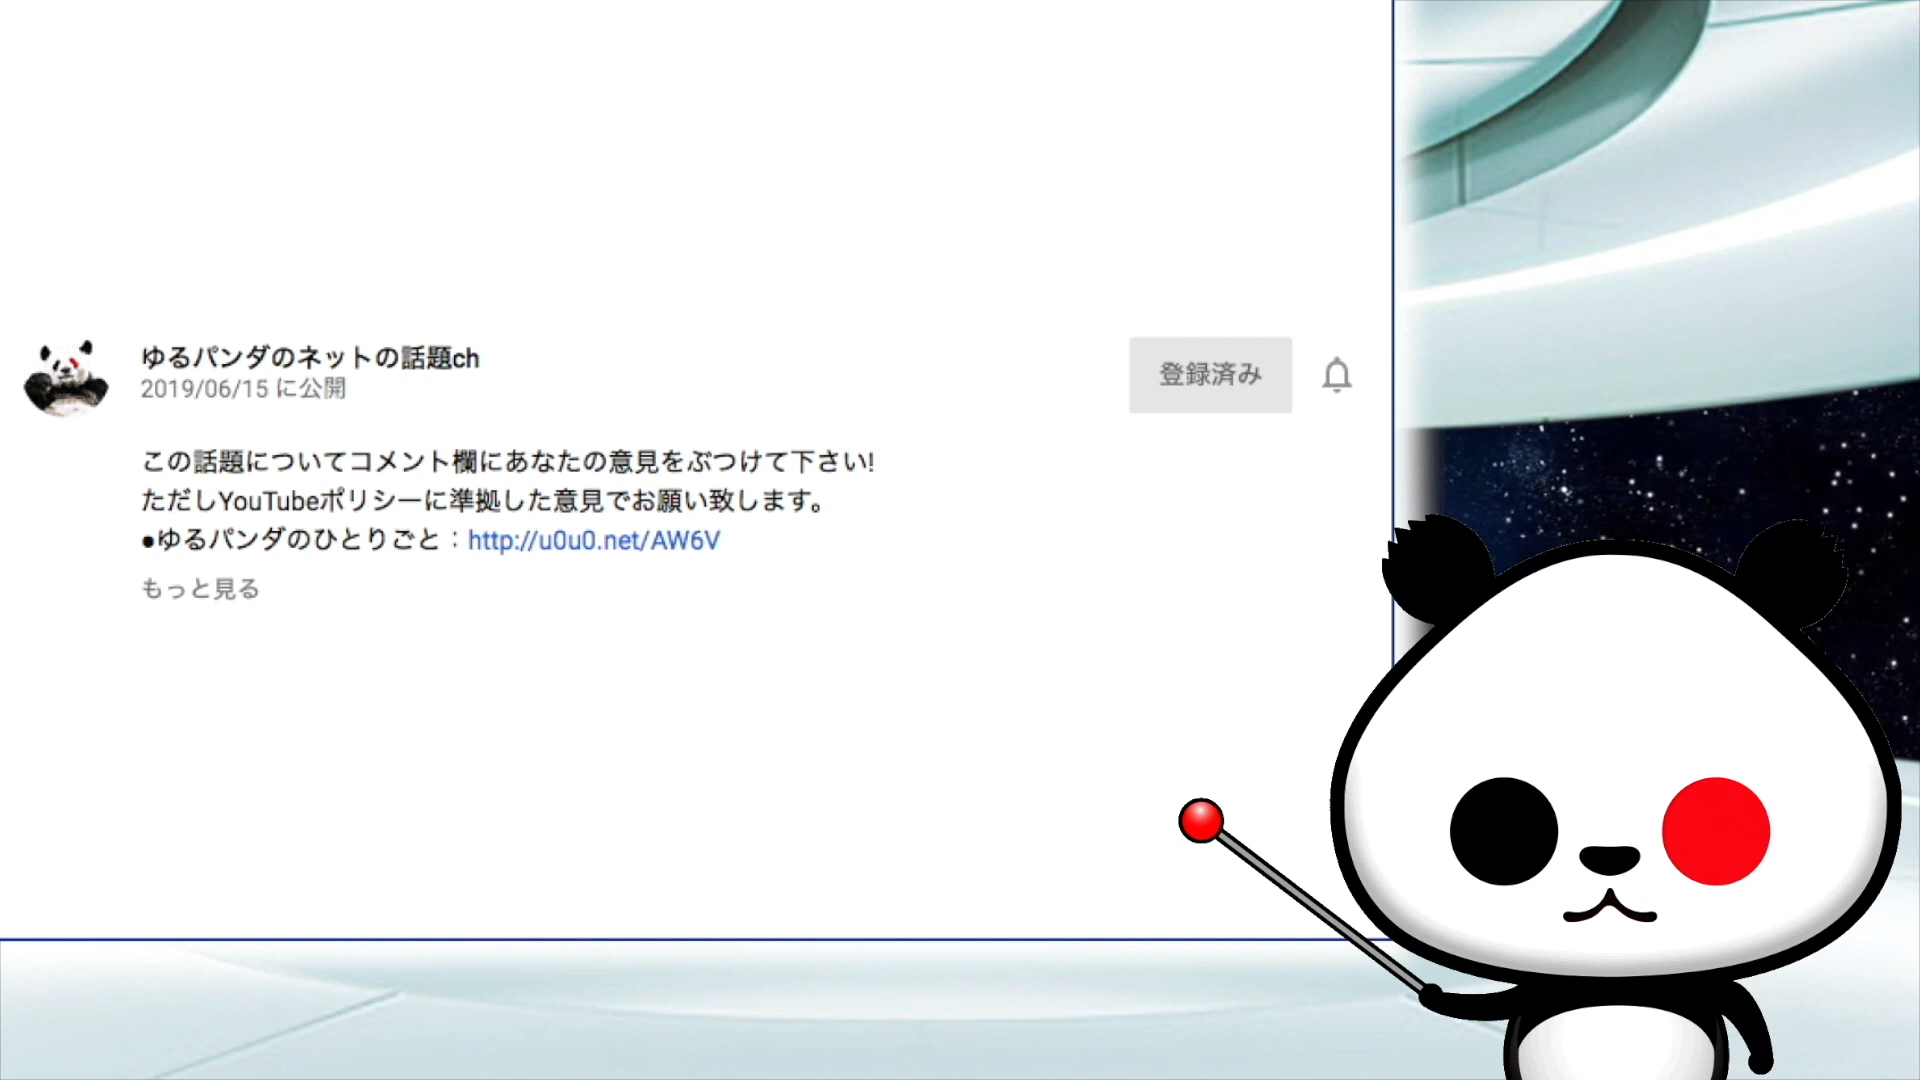 ゆるパンダのネットの話題ch
2019/06/15 に公開
登録済み
この話題についてコメント欄にあなたの意見をぶつけて下さい!
ただしYouTubeポリシーに準拠した意見でお願い致します。
●ゆるパンダのひとりごと：http://u0u0.net/AW6V
もっと見る